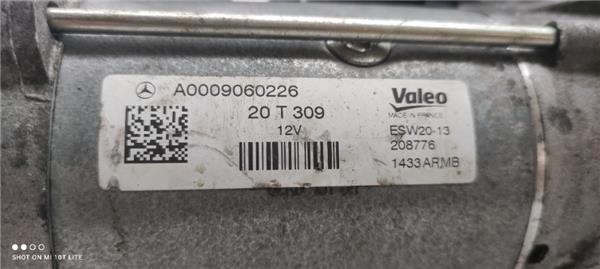 A0009060226
20 T 309
12V
Valeo
MADE IN FRANCE
ESW20-13
208776
1433ARMB
SHOT ON MI 10T LITE